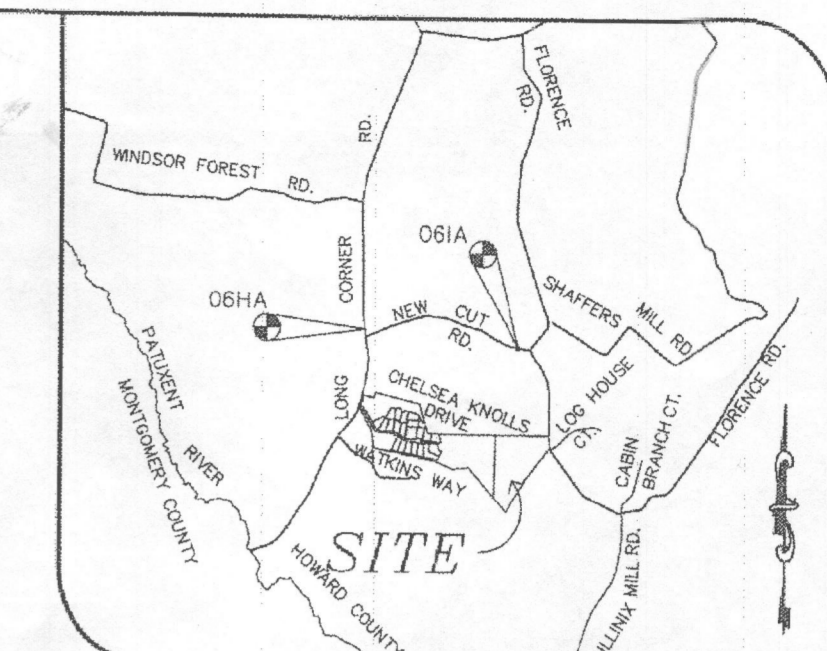 WINDSOR FOREST RD.
LONG CORNER RD.
FLORENCE RD.
06IA
06HA
NEW CUT RD.
SHAFFERS MILL RD.
PATUXENT RIVER
MONTGOMERY COUNTY
HOWARD COUNTY
CHELSEA KNOLLS
DRIVE
WATKINS WAY
LOG HOUSE
CT.
CABIN
BRANCH CT.
FLORENCE RD.
SITE
ULLINIX MILL RD.